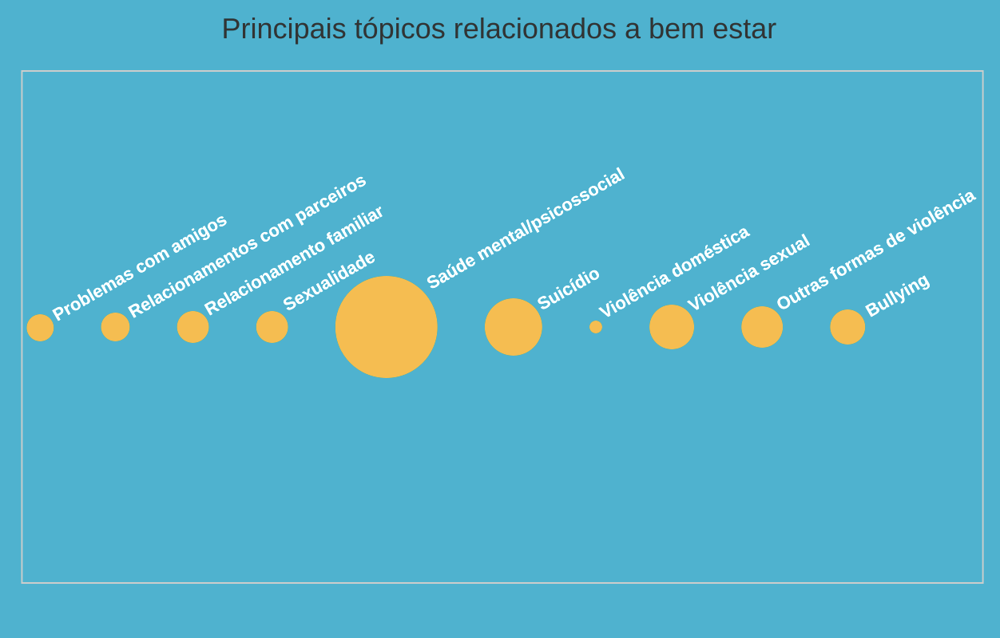 Principais tópicos relacionados a bem estar
Problemas com amigos
Relacionamentos com parceiros
Relacionamento familiar
Sexualidade
Saúde mental/psicossocial
Suicídio
Violência doméstica
Violência sexual
Outras formas de violência
Bullying